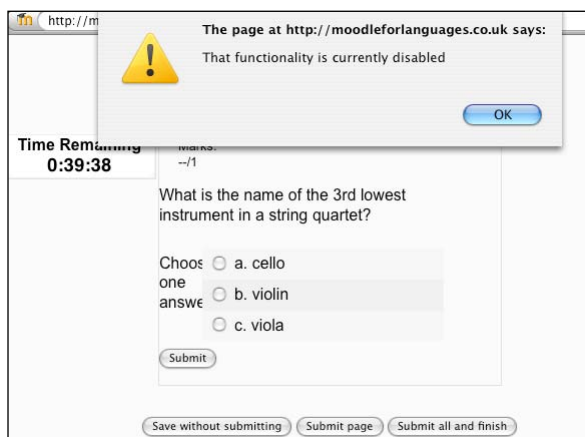 http://m
The page at http://moodleforlanguages.co.uk says:
That functionality is currently disabled
OK
Time Remaining
0:39:38
Marks:
--/1
What is the name of the 3rd lowest
instrument in a string quartet?
Choos
one
answe
a. cello
b. violin
c. viola
Submit
Save without submitting
Submit page
Submit all and finish